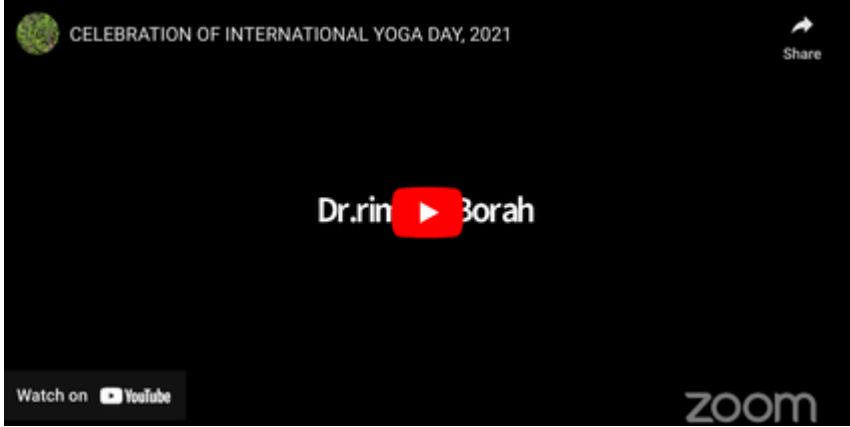 CELEBRATION OF INTERNATIONAL YOGA DAY, 2021
Share
Dr.rim Borah
Watch on YouTube
zoom